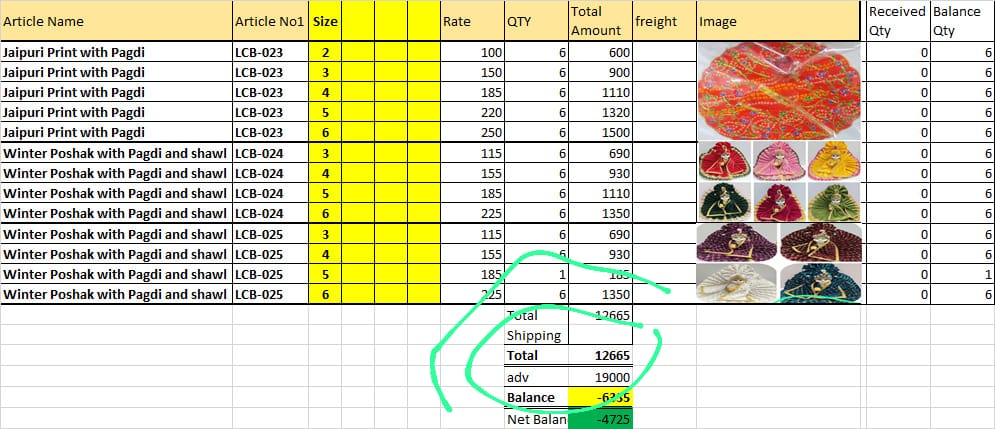 Article Name Article No1 Size Rate QTY Total Amount freight Image Received Qty Balance Qty
Jaipuri Print with Pagdi LCB-023 2 100 6 600 0 6
Jaipuri Print with Pagdi LCB-023 3 150 6 900 0 6
Jaipuri Print with Pagdi LCB-023 4 185 6 1110 0 6
Jaipuri Print with Pagdi LCB-023 5 220 6 1320 0 6
Jaipuri Print with Pagdi LCB-023 6 250 6 1500 0 6
Winter Poshak with Pagdi and shawl LCB-024 3 115 6 690 0 6
Winter Poshak with Pagdi and shawl LCB-024 4 155 6 930 0 6
Winter Poshak with Pagdi and shawl LCB-024 5 185 6 1110 0 6
Winter Poshak with Pagdi and shawl LCB-024 6 225 6 1350 0 6
Winter Poshak with Pagdi and shawl LCB-025 3 115 6 690 0 6
Winter Poshak with Pagdi and shawl LCB-025 4 155 6 930 0 6
Winter Poshak with Pagdi and shawl LCB-025 5 185 1 185 0 1
Winter Poshak with Pagdi and shawl LCB-025 6 225 6 1350 0 6
Total 12665
Shipping
Total 12665
adv 19000
Balance -6335
Net Balan -4725